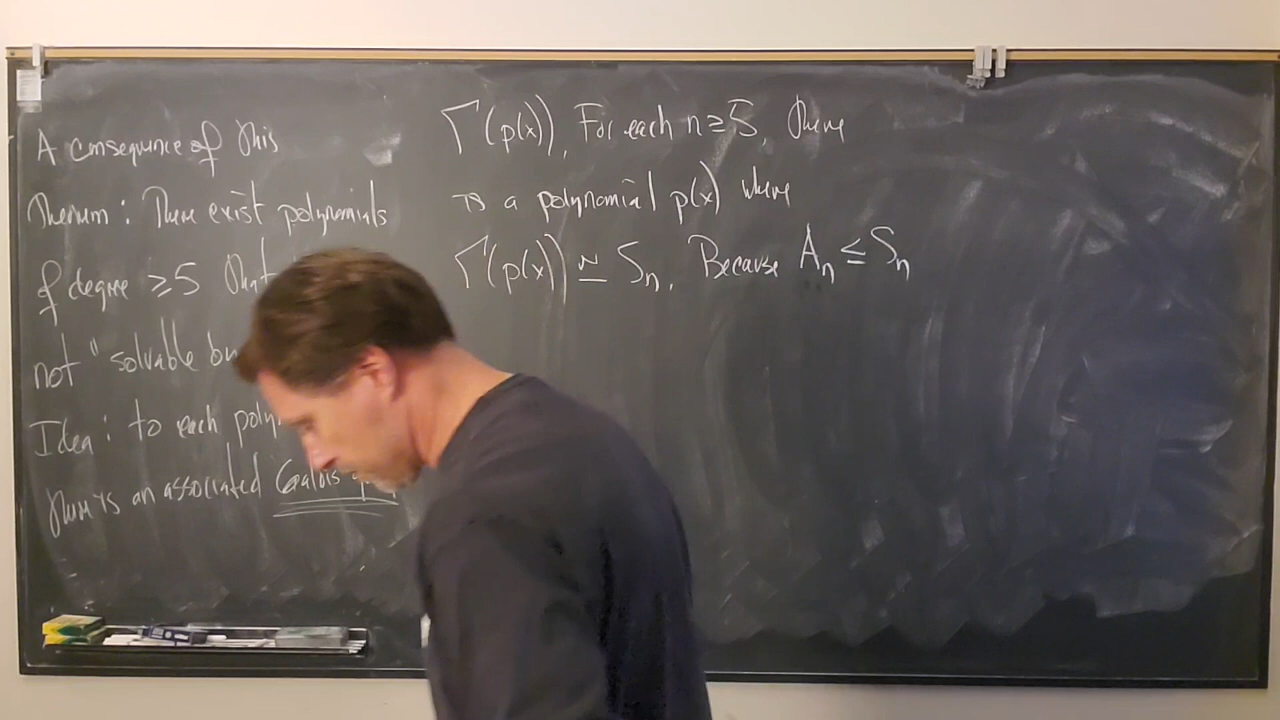 A consequence of this
Theorem: There exist polynomials
of degree ≥5 that
not "solvable
Idea: to each
there is an associated Galois
Γ(p(x)). For each n≥5, there
is a polynomial p(x) where
Γ(p(x)) ≅ Sₙ. Because Aₙ ≤ Sₙ